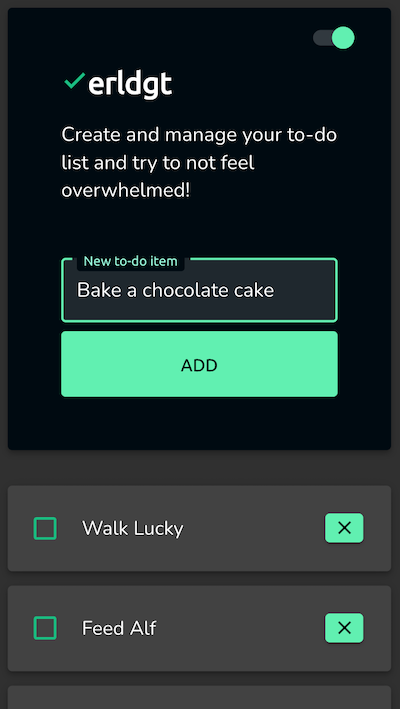 erldgt
Create and manage your to-do
list and try to not feel
overwhelmed!
New to-do item
Bake a chocolate cake
ADD
Walk Lucky
Feed Alf